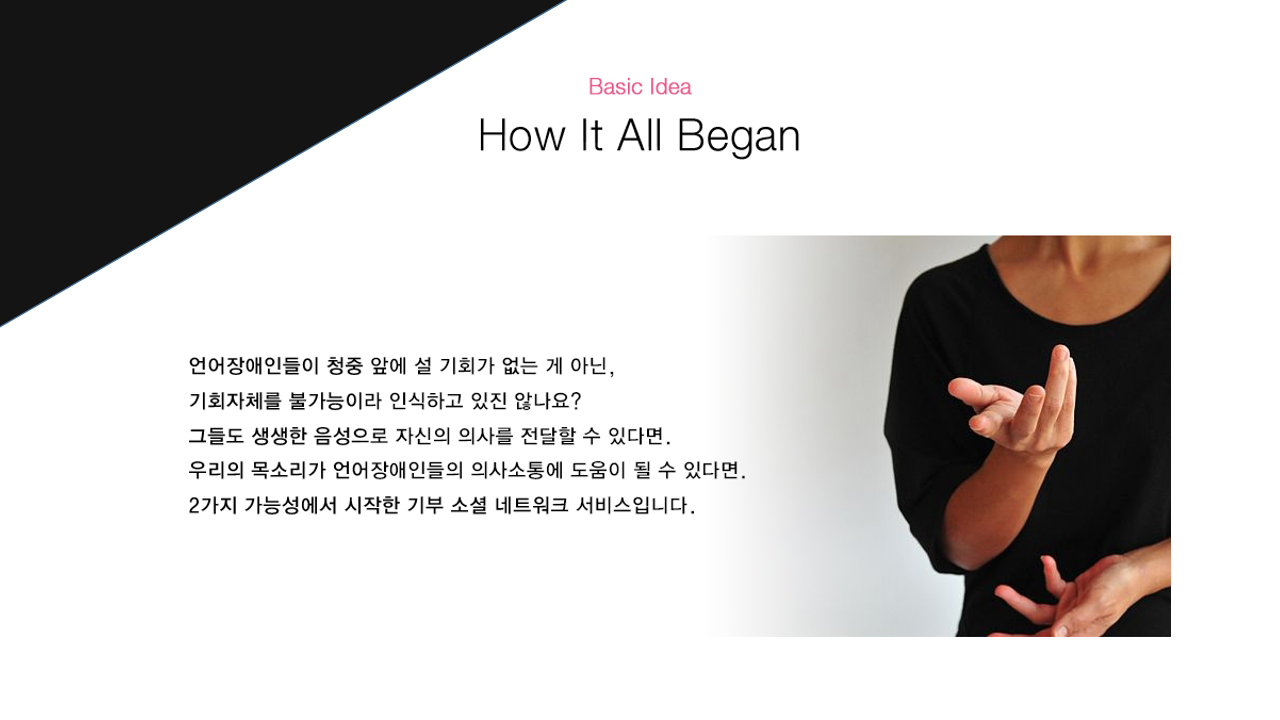 Basic Idea
How It All Began
언어장애인들이 청중 앞에 설 기회가 없는 게 아닌,
기회자체를 불가능이라 인식하고 있진 않나요?
그들도 생생한 음성으로 자신의 의사를 전달할 수 있다면.
우리의 목소리가 언어장애인들의 의사소통에 도움이 될 수 있다면.
2가지 가능성에서 시작한 기부 소셜 네트워크 서비스입니다.